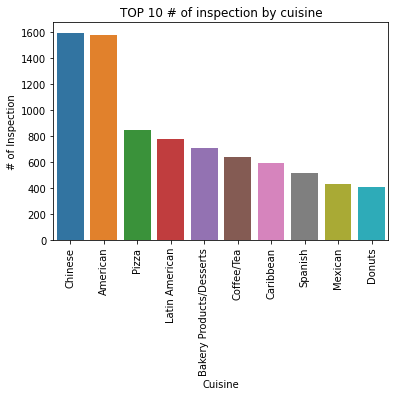 TOP 10 # of inspection by cuisine
# of Inspection
1600
1400
1200
1000
800
600
400
200
0
Chinese
American
Pizza
Latin American
Bakery Products/Desserts
Coffee/Tea
Caribbean
Spanish
Mexican
Donuts
Cuisine